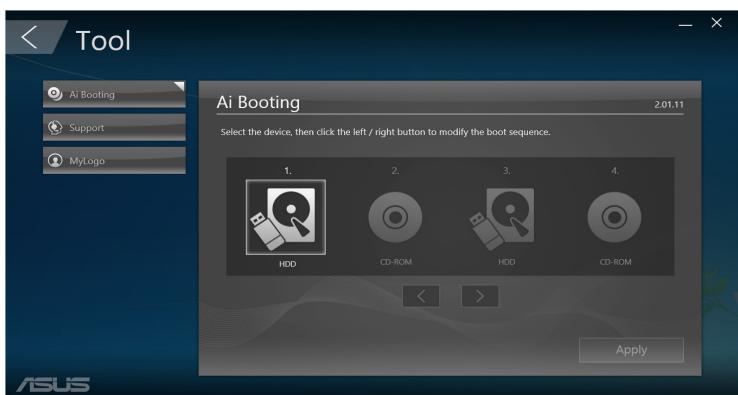 Tool
Ai Booting
Support
MyLogo
Ai Booting
2.01.11
Select the device, then click the left / right button to modify the boot sequence.
1. 2. 3. 4.
HDD CD-ROM HDD CD-ROM
Apply
ASUS